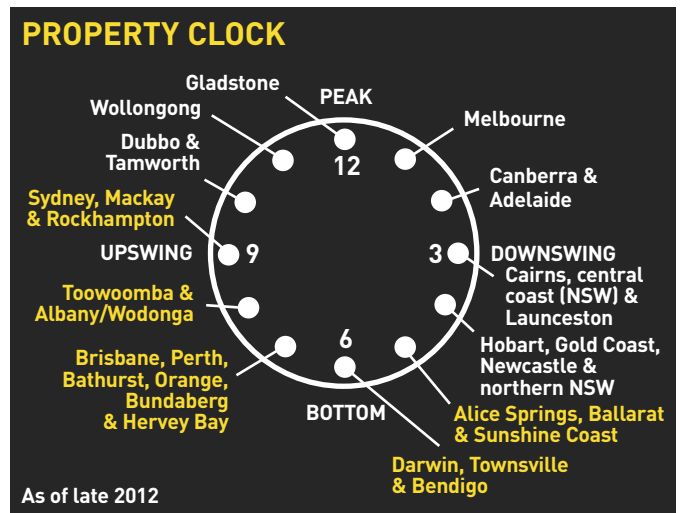 PROPERTY CLOCK
Gladstone
PEAK
Wollongong
Melbourne
Dubbo &
Tamworth
12
Canberra &
Adelaide
Sydney, Mackay
& Rockhampton
UPSWING
9
3
DOWNSWING
Cairns, central
coast (NSW) &
Launceston
Toowoomba &
Albany/Wodonga
6
Hobart, Gold Coast,
Newcastle &
northern NSW
Brisbane, Perth,
Bathurst, Orange,
Bundaberg
& Hervey Bay
BOTTOM
Alice Springs, Ballarat
& Sunshine Coast
Darwin, Townsville
& Bendigo
As of late 2012